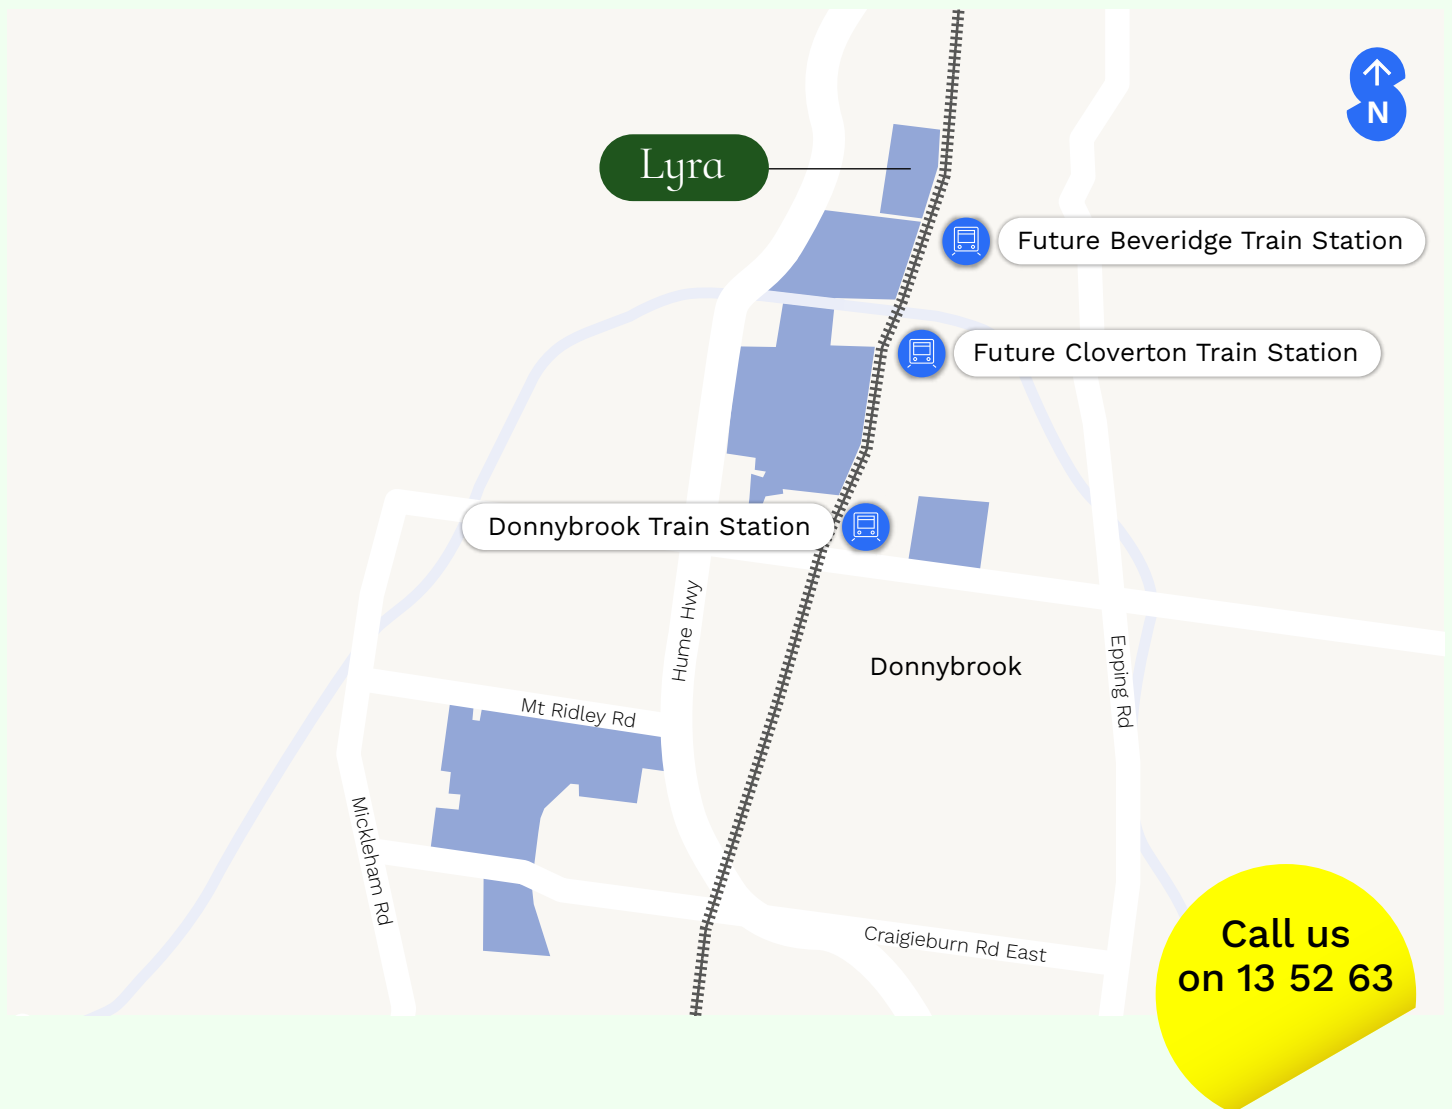 N
Lyra
Future Beveridge Train Station
Future Cloverton Train Station
Donnybrook Train Station
Hume Hwy
Epping Rd
Donnybrook
Mt Ridley Rd
Mickleham Rd
Craigieburn Rd East
Call us
on 13 52 63